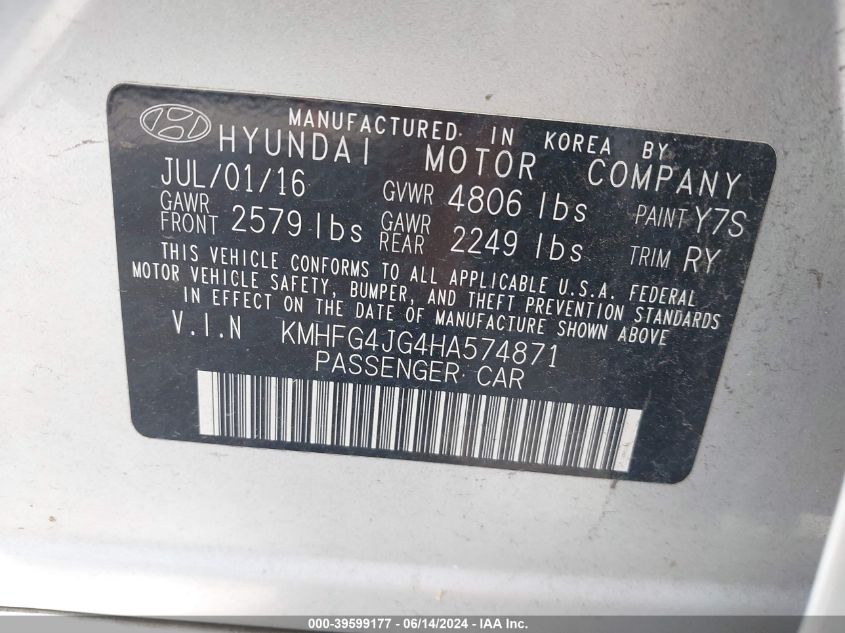 MANUFACTURED IN KOREA BY
HYUNDAI MOTOR COMPANY
JUL/01/16 GVWR 4806 lbs PAINT Y7S
GAWR FRONT 2579 lbs GAWR REAR 2249 lbs TRIM RY
THIS VEHICLE CONFORMS TO ALL APPLICABLE U.S.A. FEDERAL
MOTOR VEHICLE SAFETY, BUMPER, AND THEFT PREVENTION STANDARDS
IN EFFECT ON THE DATE OF MANUFACTURE SHOWN ABOVE
V.I.N KMHFG4JG4HA574871
PASSENGER CAR
000-39599177 - 06/14/2024 - IAA Inc.